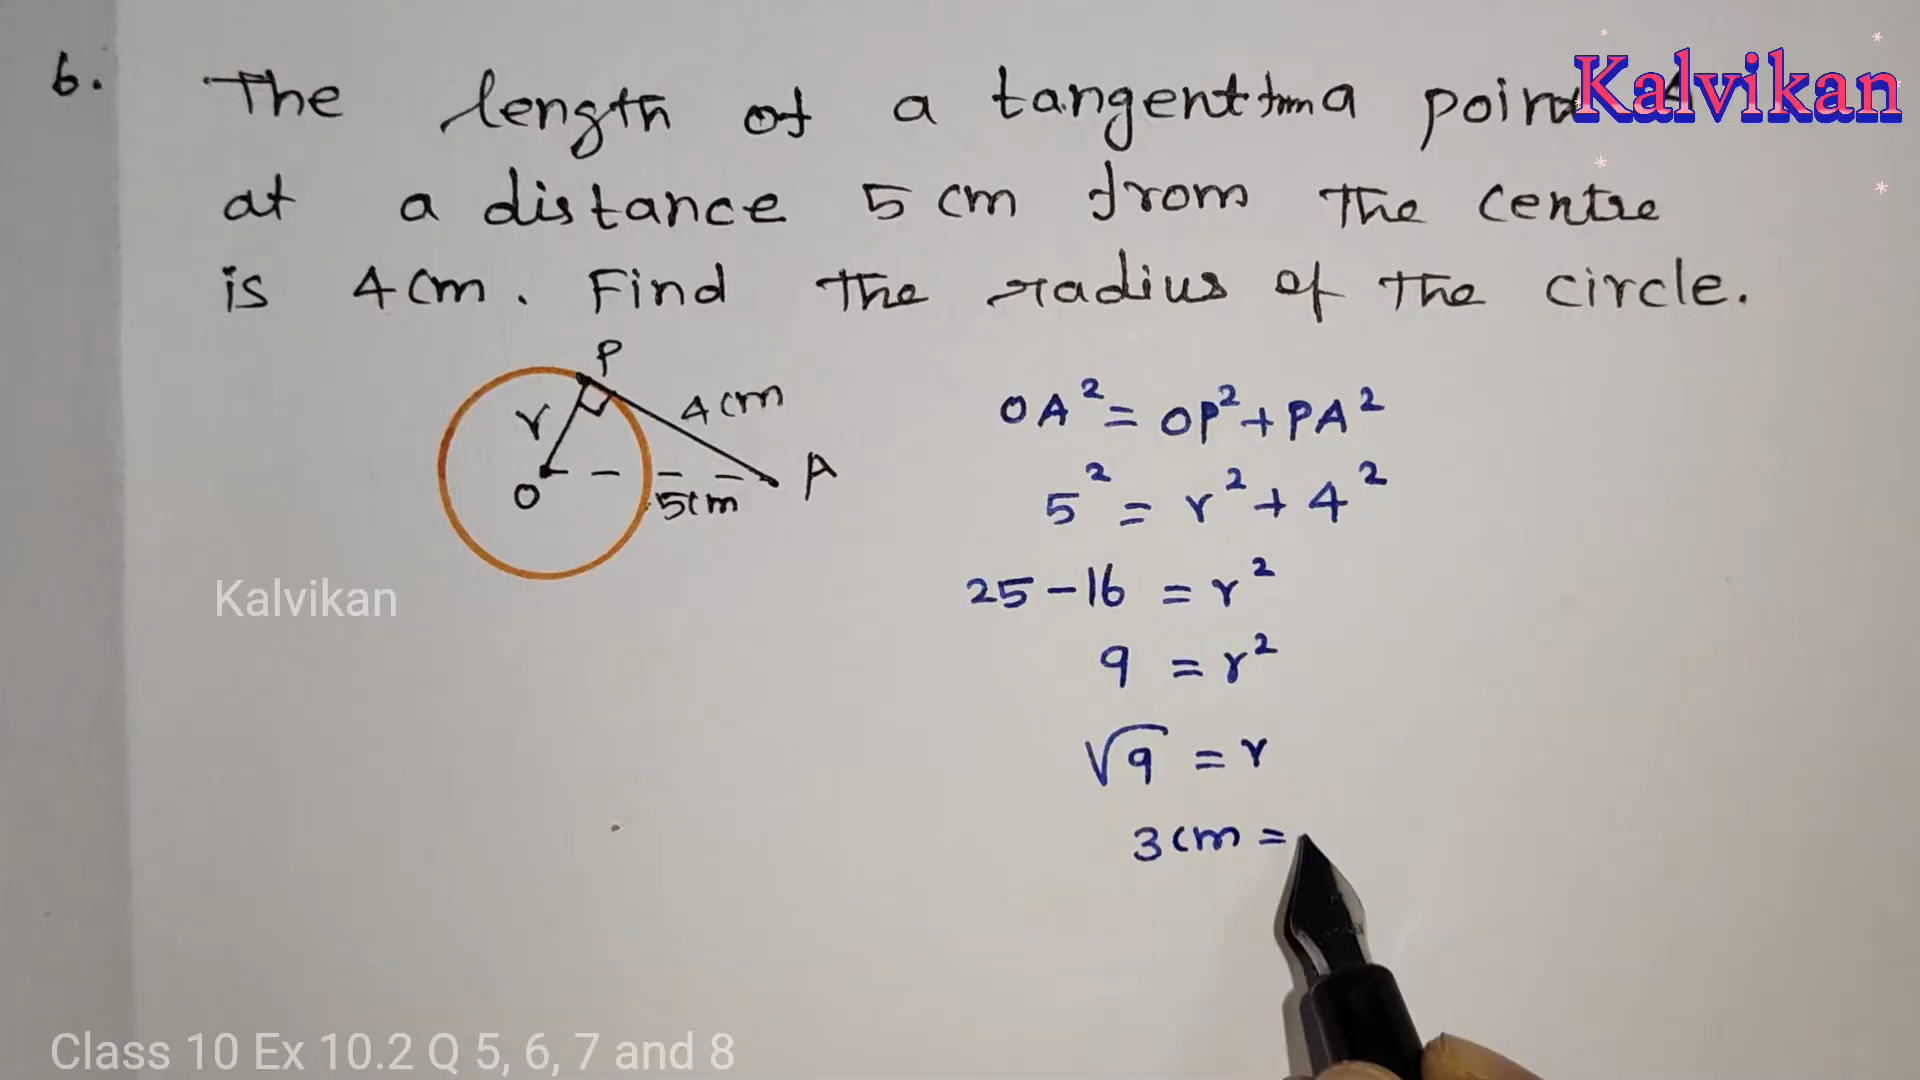 6. The length of a tangent from a point A
Kalvikan
at a distance 5 cm from the centre
is 4 cm. Find the radius of the circle.
P
r
4 cm
O
5 cm
A
OA² = OP² + PA²
5² = r² + 4²
25 - 16 = r²
9 = r²
√9 = r
3 cm =
Kalvikan
Class 10 Ex 10.2 Q 5, 6, 7 and 8